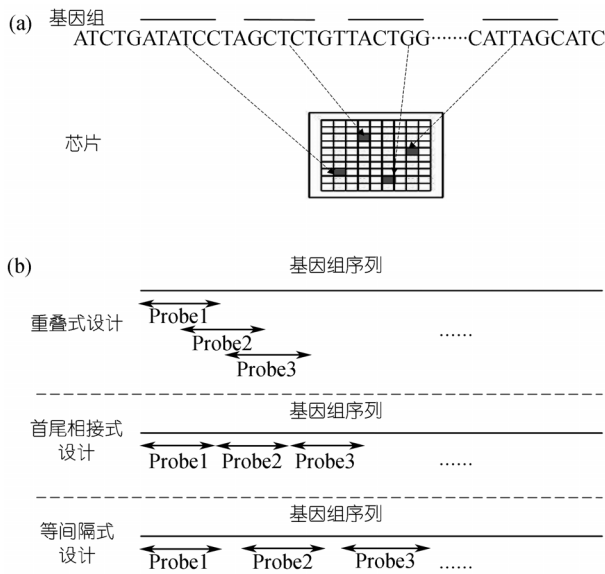 (a)
基因组
ATCTGATATCCTAGCTCTGTTACTGG……CATTAGCATC
芯片
(b)
基因组序列
重叠式设计
Probe1
Probe2
Probe3
……
基因组序列
首尾相接式
设计
Probe1 Probe2 Probe3 ……
基因组序列
等间隔式
设计
Probe1 Probe2 Probe3 ……